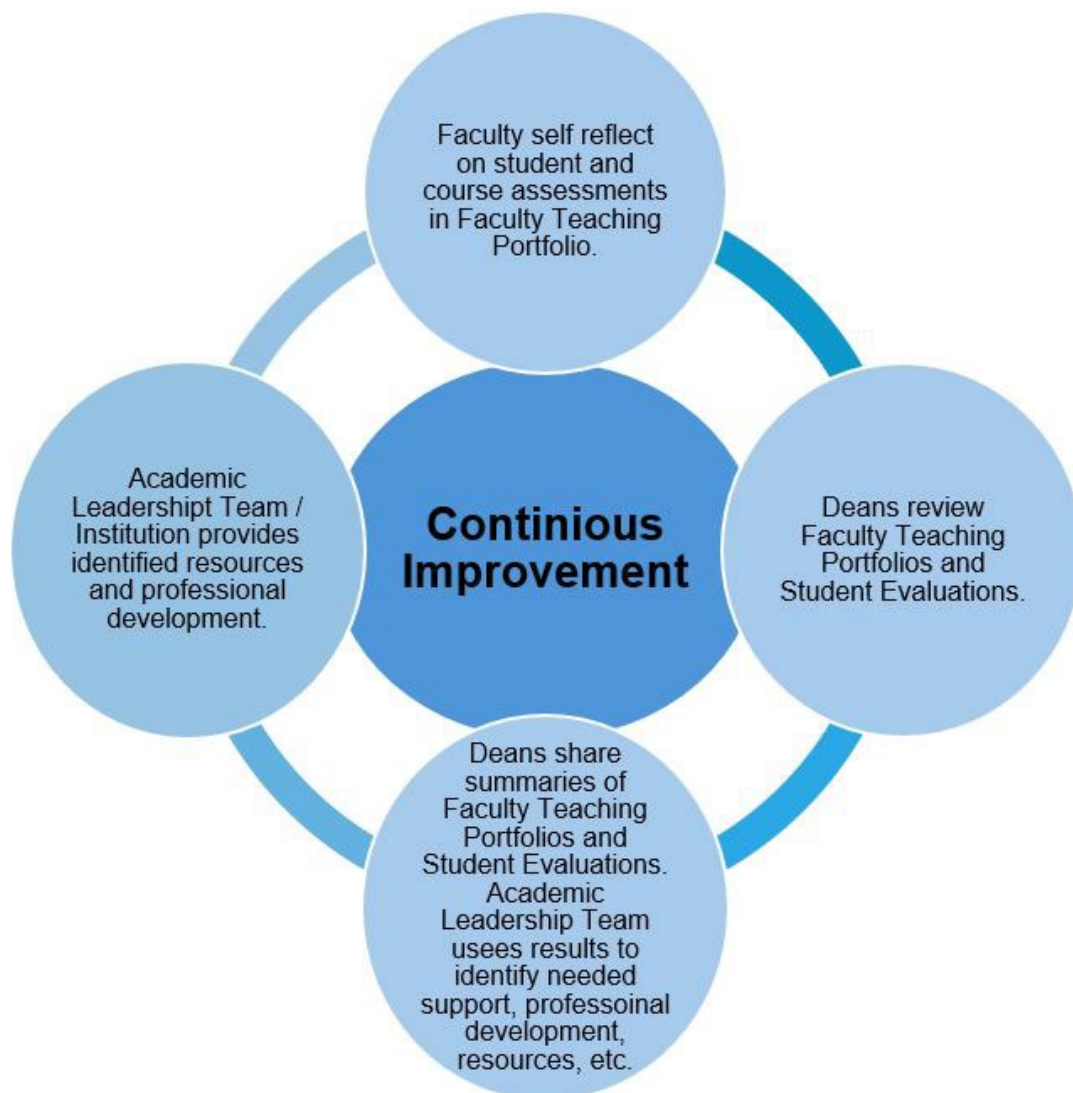 Faculty self reflect
on student and
course assessments
in Faculty Teaching
Portfolio.
Academic
Leadershipt Team /
Institution provides
identified resources
and professional
development.
Continious
Improvement
Deans review
Faculty Teaching
Portfolios and
Student Evaluations.
Deans share
summaries of
Faculty Teaching
Portfolios and
Student Evaluations.
Academic
Leadership Team
usees results to
identify needed
support, professoinal
development,
resources, etc.